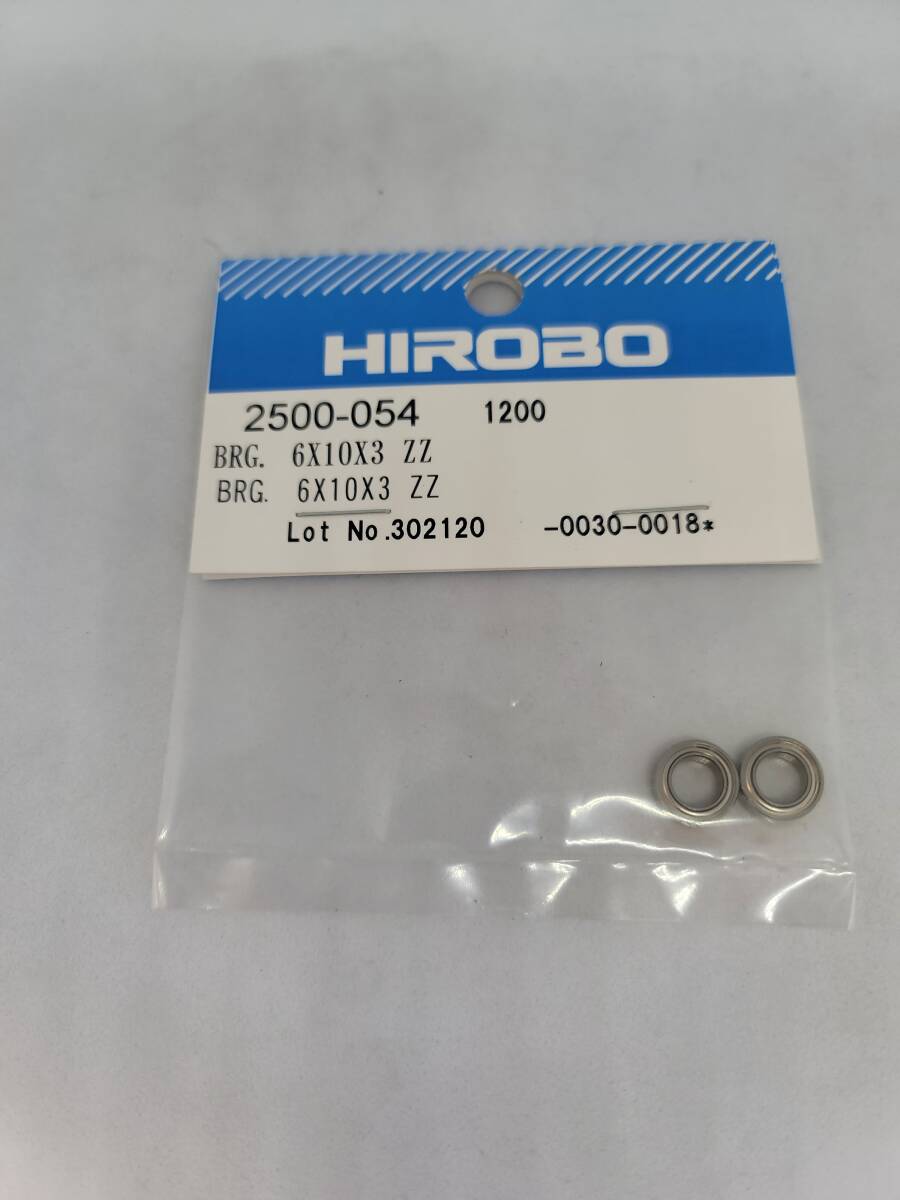 HIROBO
2500-054 1200
BRG. 6X10X3 ZZ
BRG. 6X10X3 ZZ
Lot No.302120 -0030-0018*